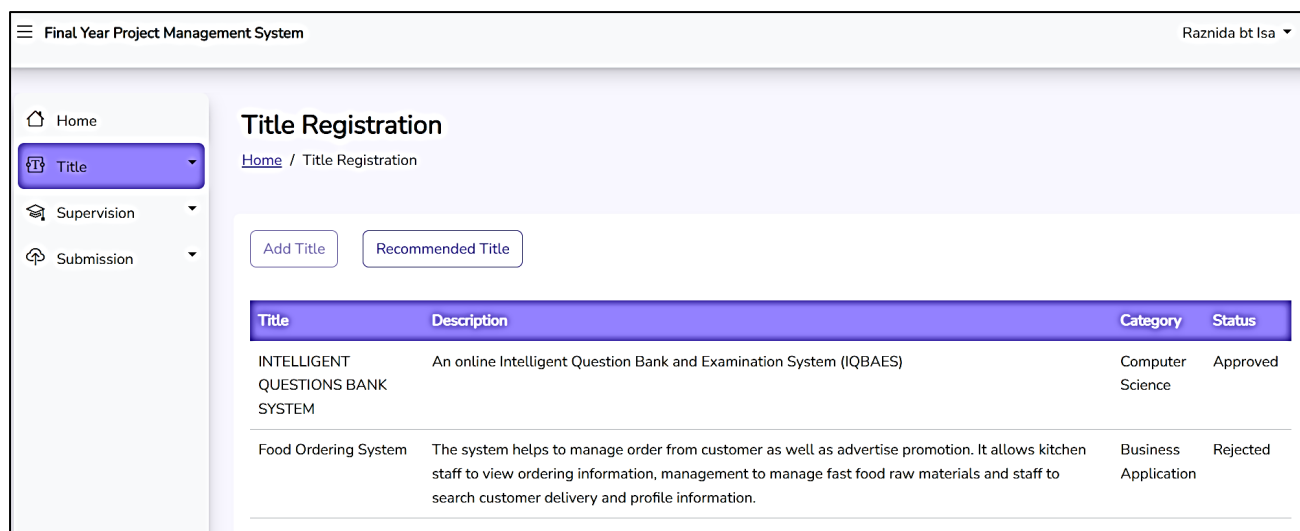 Final Year Project Management System
Raznida bt Isa
Home
Title
Supervision
Submission
Title Registration
Home / Title Registration
Add Title
Recommended Title
Title Description Category Status
INTELLIGENT An online Intelligent Question Bank and Examination System (IQBAES) Computer Approved
QUESTIONS BANK Science
SYSTEM
Food Ordering System The system helps to manage order from customer as well as advertise promotion. It allows kitchen Business Rejected
staff to view ordering information, management to manage fast food raw materials and staff to Application
search customer delivery and profile information.